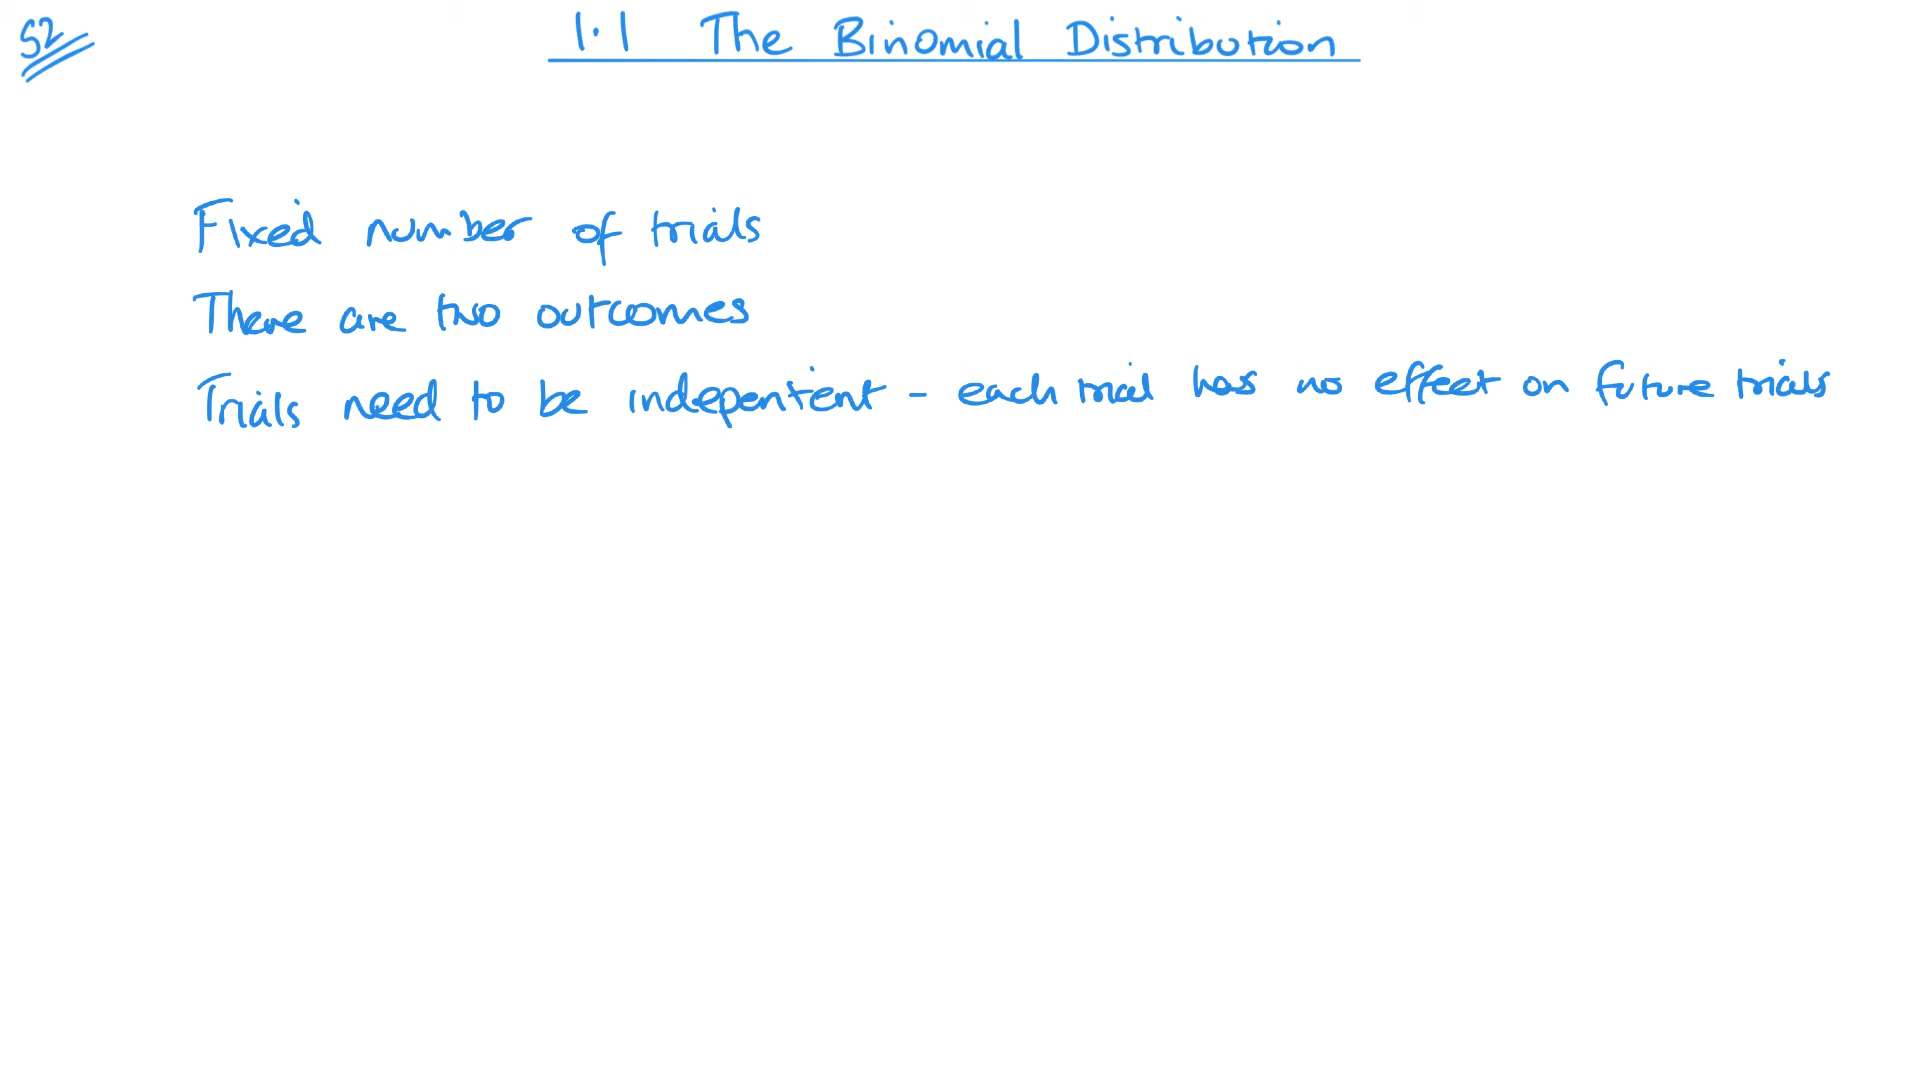 S2
1.1 The Binomial Distribution
Fixed number of trials
There are two outcomes
Trials need to be indepentent - each trial has no effect on future trials